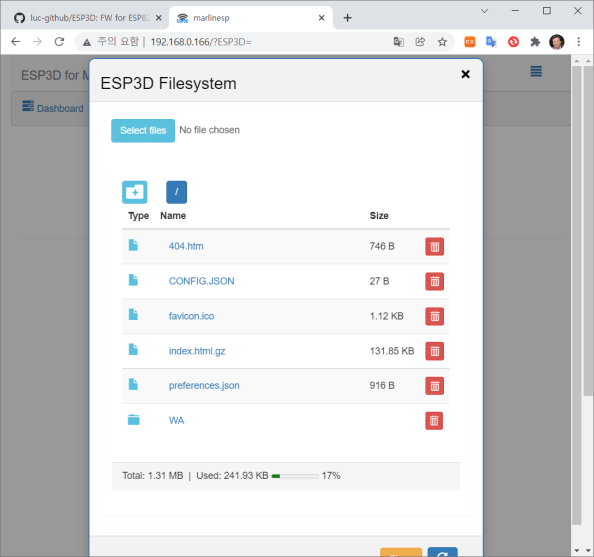 luc-github/ESP3D: FW for ESP82
marlinesp
주의 요함 | 192.168.0.166/?ESP3D=
EX
ESP3D for M
ESP3D Filesystem
Dashboard
Select files No file chosen
/
Type Name Size
404.htm 746 B
CONFIG.JSON 27 B
favicon.ico 1.12 KB
index.html.gz 131.85 KB
preferences.json 916 B
WA
Total: 1.31 MB | Used: 241.93 KB 17%